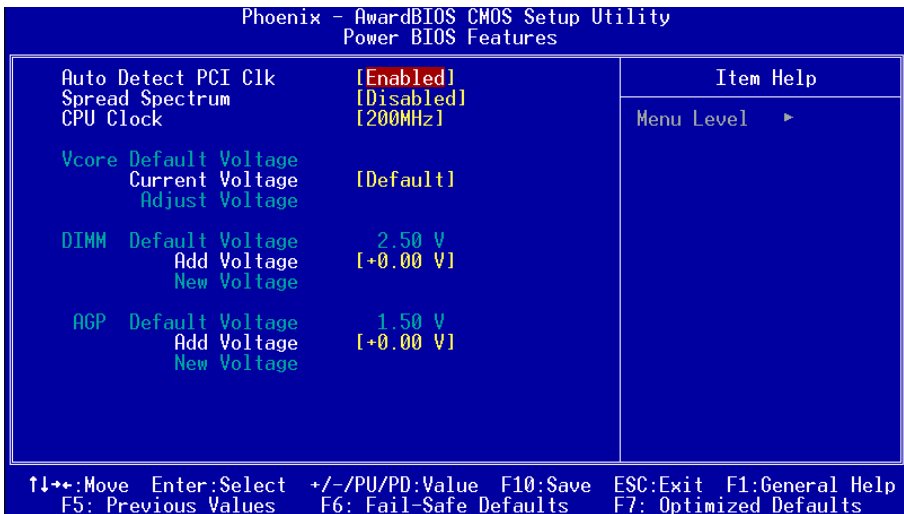 Phoenix - AwardBIOS CMOS Setup Utility
Power BIOS Features
Auto Detect PCI Clk [Enabled]
Spread Spectrum [Disabled]
CPU Clock [200MHz]
Vcore Default Voltage
Current Voltage [Default]
Adjust Voltage
DIMM Default Voltage 2.50 V
Add Voltage [+0.00 V]
New Voltage
AGP Default Voltage 1.50 V
Add Voltage [+0.00 V]
New Voltage
Item Help
Menu Level ►
↑↓→←:Move Enter:Select +/-/PU/PD:Value F10:Save ESC:Exit F1:General Help
F5: Previous Values F6: Fail-Safe Defaults F7: Optimized Defaults